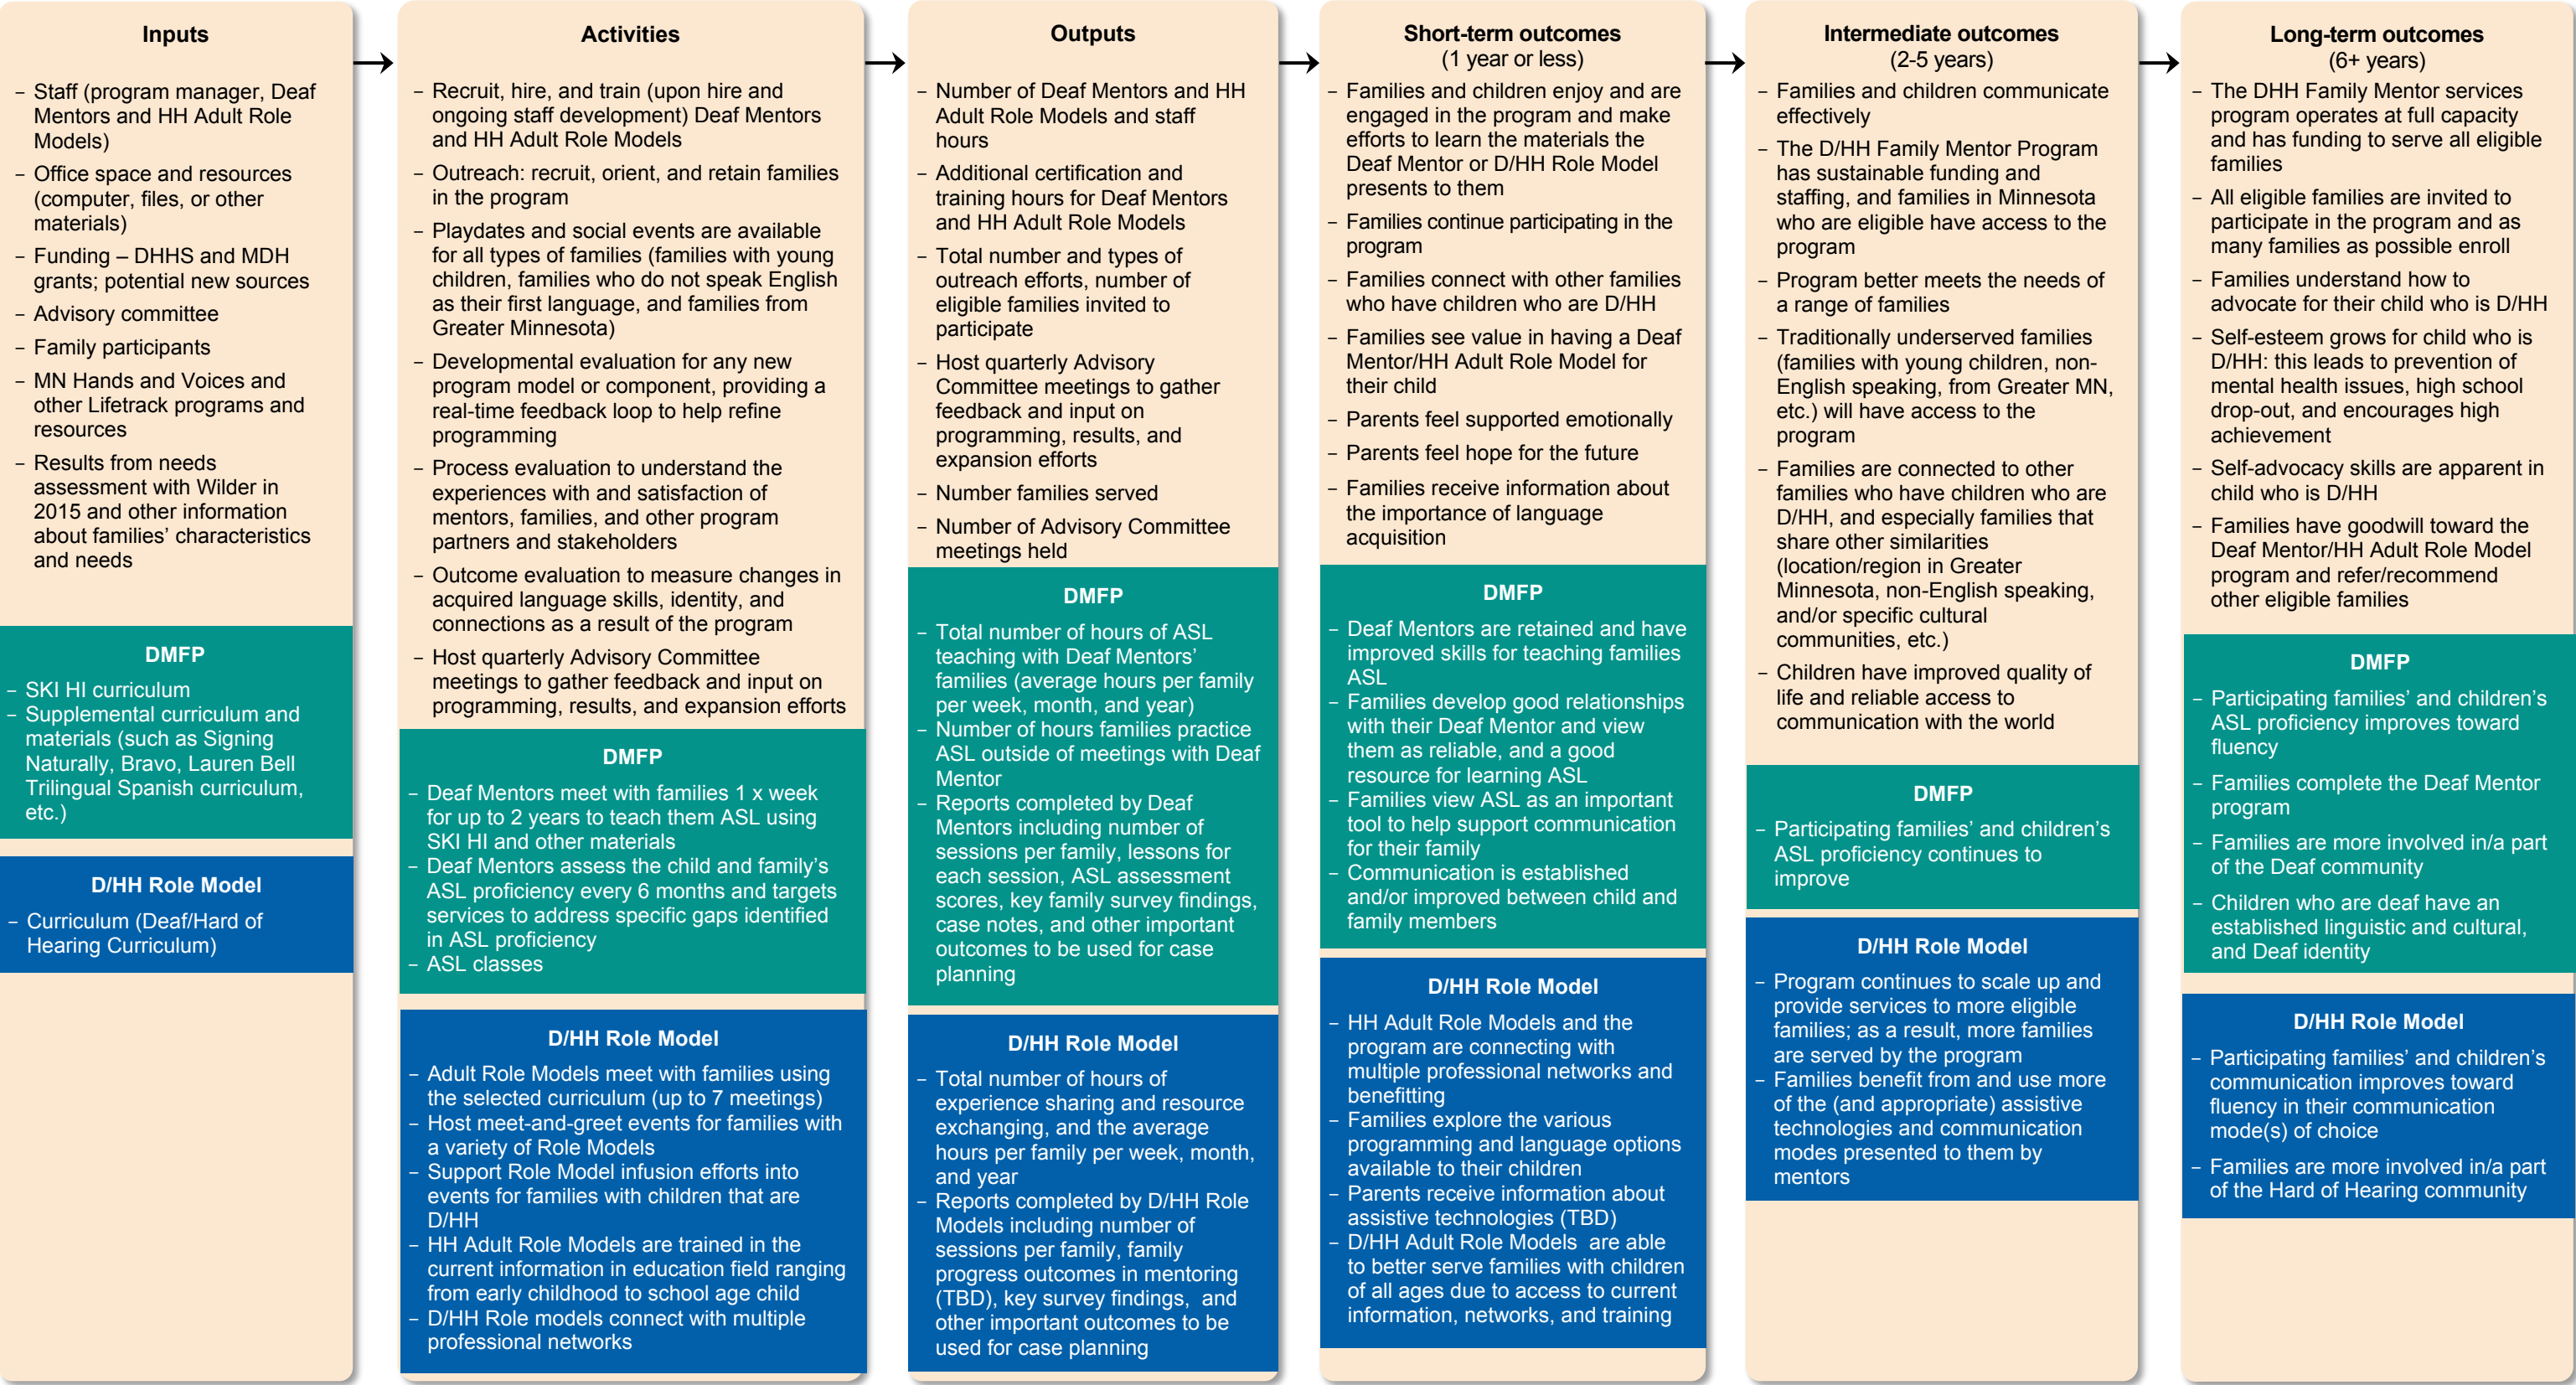 Inputs
– Staff (program manager, Deaf
Mentors and HH Adult Role
Models)
– Office space and resources
(computer, files, or other
materials)
– Funding – DHHS and MDH
grants; potential new sources
– Advisory committee
– Family participants
– MN Hands and Voices and
other Lifetrack programs and
resources
– Results from needs
assessment with Wilder in
2015 and other information
about families’ characteristics
and needs
DMFP
– SKI HI curriculum
– Supplemental curriculum and
materials (such as Signing
Naturally, Bravo, Lauren Bell
Trilingual Spanish curriculum,
etc.)
D/HH Role Model
– Curriculum (Deaf/Hard of
Hearing Curriculum)
Activities
– Recruit, hire, and train (upon hire and
ongoing staff development) Deaf Mentors
and HH Adult Role Models
– Outreach: recruit, orient, and retain families
in the program
– Playdates and social events are available
for all types of families (families with young
children, families who do not speak English
as their first language, and families from
Greater Minnesota)
– Developmental evaluation for any new
program model or component, providing a
real-time feedback loop to help refine
programming
– Process evaluation to understand the
experiences with and satisfaction of
mentors, families, and other program
partners and stakeholders
– Outcome evaluation to measure changes in
acquired language skills, identity, and
connections as a result of the program
– Host quarterly Advisory Committee
meetings to gather feedback and input on
programming, results, and expansion efforts
DMFP
– Deaf Mentors meet with families 1 x week
for up to 2 years to teach them ASL using
SKI HI and other materials
– Deaf Mentors assess the child and family’s
ASL proficiency every 6 months and targets
services to address specific gaps identified
in ASL proficiency
– ASL classes
D/HH Role Model
– Adult Role Models meet with families using
the selected curriculum (up to 7 meetings)
– Host meet-and-greet events for families with
a variety of Role Models
– Support Role Model infusion efforts into
events for families with children that are
D/HH
– HH Adult Role Models are trained in the
current information in education field ranging
from early childhood to school age child
– D/HH Role models connect with multiple
professional networks
Outputs
– Number of Deaf Mentors and HH
Adult Role Models and staff
hours
– Additional certification and
training hours for Deaf Mentors
and HH Adult Role Models
– Total number and types of
outreach efforts, number of
eligible families invited to
participate
– Host quarterly Advisory
Committee meetings to gather
feedback and input on
programming, results, and
expansion efforts
– Number families served
– Number of Advisory Committee
meetings held
DMFP
– Total number of hours of ASL
teaching with Deaf Mentors’
families (average hours per family
per week, month, and year)
– Number of hours families practice
ASL outside of meetings with Deaf
Mentor
– Reports completed by Deaf
Mentors including number of
sessions per family, lessons for
each session, ASL assessment
scores, key family survey findings,
case notes, and other important
outcomes to be used for case
planning
D/HH Role Model
– Total number of hours of
experience sharing and resource
exchanging, and the average
hours per family per week, month,
and year
– Reports completed by D/HH Role
Models including number of
sessions per family, family
progress outcomes in mentoring
(TBD), key survey findings, and
other important outcomes to be
used for case planning
Short-term outcomes
(1 year or less)
– Families and children enjoy and are
engaged in the program and make
efforts to learn the materials the
Deaf Mentor or D/HH Role Model
presents to them
– Families continue participating in the
program
– Families connect with other families
who have children who are D/HH
– Families see value in having a Deaf
Mentor/HH Adult Role Model for
their child
– Parents feel supported emotionally
– Parents feel hope for the future
– Families receive information about
the importance of language
acquisition
DMFP
– Deaf Mentors are retained and have
improved skills for teaching families
ASL
– Families develop good relationships
with their Deaf Mentor and view
them as reliable, and a good
resource for learning ASL
– Families view ASL as an important
tool to help support communication
for their family
– Communication is established
and/or improved between child and
family members
D/HH Role Model
– HH Adult Role Models and the
program are connecting with
multiple professional networks and
benefitting
– Families explore the various
programming and language options
available to their children
– Parents receive information about
assistive technologies (TBD)
– D/HH Adult Role Models are able
to better serve families with children
of all ages due to access to current
information, networks, and training
Intermediate outcomes
(2-5 years)
– Families and children communicate
effectively
– The D/HH Family Mentor Program
has sustainable funding and
staffing, and families in Minnesota
who are eligible have access to the
program
– Program better meets the needs of
a range of families
– Traditionally underserved families
(families with young children, non-
English speaking, from Greater MN,
etc.) will have access to the
program
– Families are connected to other
families who have children who are
D/HH, and especially families that
share other similarities
(location/region in Greater
Minnesota, non-English speaking,
and/or specific cultural
communities, etc.)
– Children have improved quality of
life and reliable access to
communication with the world
DMFP
– Participating families’ and children’s
ASL proficiency continues to
improve
D/HH Role Model
– Program continues to scale up and
provide services to more eligible
families; as a result, more families
are served by the program
– Families benefit from and use more
of the (and appropriate) assistive
technologies and communication
modes presented to them by
mentors
Long-term outcomes
(6+ years)
– The DHH Family Mentor services
program operates at full capacity
and has funding to serve all eligible
families
– All eligible families are invited to
participate in the program and as
many families as possible enroll
– Families understand how to
advocate for their child who is D/HH
– Self-esteem grows for child who is
D/HH: this leads to prevention of
mental health issues, high school
drop-out, and encourages high
achievement
– Self-advocacy skills are apparent in
child who is D/HH
– Families have goodwill toward the
Deaf Mentor/HH Adult Role Model
program and refer/recommend
other eligible families
DMFP
– Participating families’ and children’s
ASL proficiency improves toward
fluency
– Families complete the Deaf Mentor
program
– Families are more involved in/a part
of the Deaf community
– Children who are deaf have an
established linguistic and cultural,
and Deaf identity
D/HH Role Model
– Participating families’ and children’s
communication improves toward
fluency in their communication
mode(s) of choice
– Families are more involved in/a part
of the Hard of Hearing community